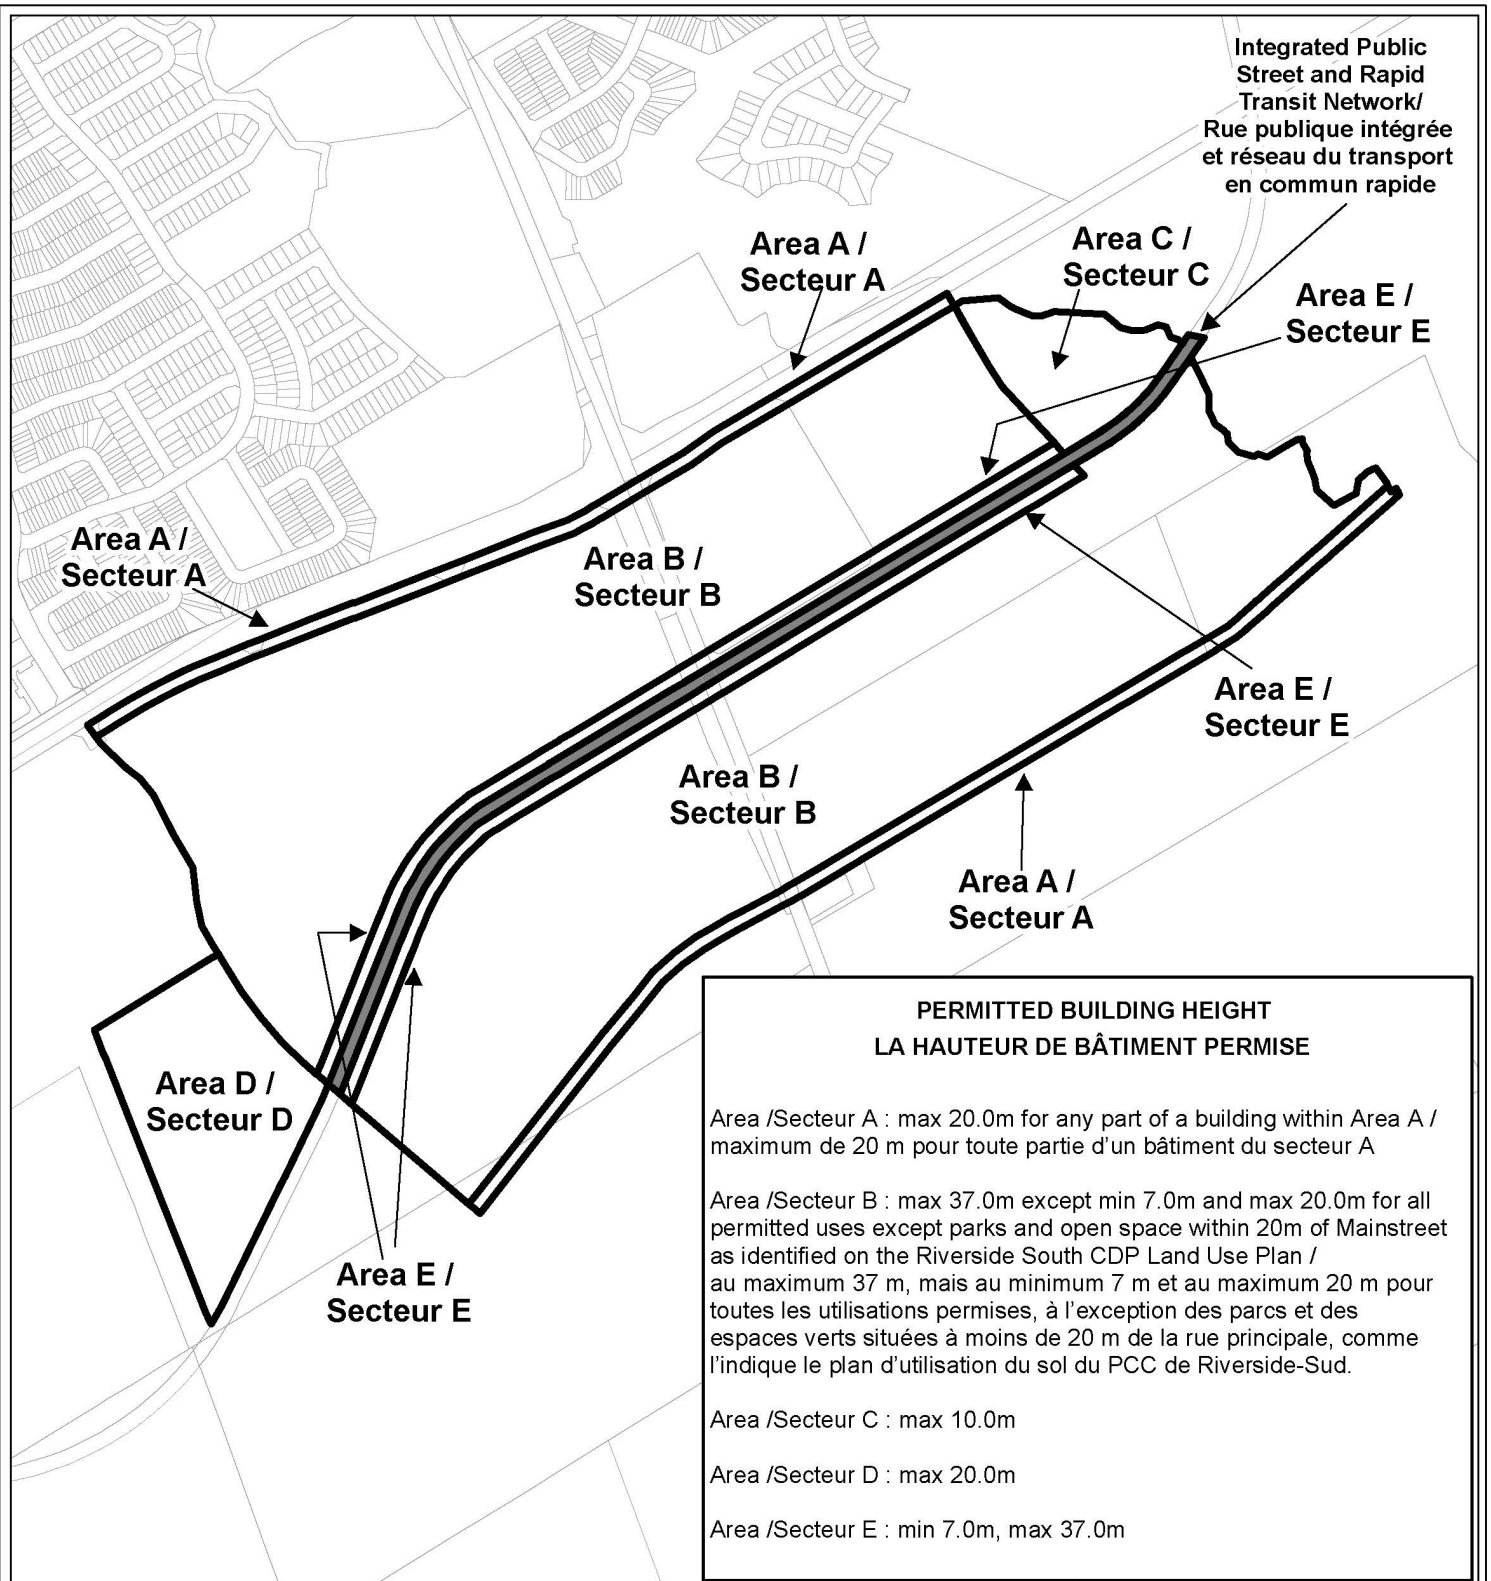 Integrated Public
Street and Rapid
Transit Network/
Rue publique intégrée
et réseau du transport
en commun rapide
Area A /
Secteur A
Area C /
Secteur C
Area E /
Secteur E
Area A /
Secteur A
Area B /
Secteur B
Area E /
Secteur E
Area B /
Secteur B
Area A /
Secteur A
Area D /
Secteur D
Area E /
Secteur E
PERMITTED BUILDING HEIGHT
LA HAUTEUR DE BÂTIMENT PERMISE
Area /Secteur A : max 20.0m for any part of a building within Area A /
maximum de 20 m pour toute partie d'un bâtiment du secteur A
Area /Secteur B : max 37.0m except min 7.0m and max 20.0m for all
permitted uses except parks and open space within 20m of Mainstreet
as identified on the Riverside South CDP Land Use Plan /
au maximum 37 m, mais au minimum 7 m et au maximum 20 m pour
toutes les utilisations permises, à l'exception des parcs et des
espaces verts situées à moins de 20 m de la rue principale, comme
l'indique le plan d'utilisation du sol du PCC de Riverside-Sud.
Area /Secteur C : max 10.0m
Area /Secteur D : max 20.0m
Area /Secteur E : min 7.0m, max 37.0m